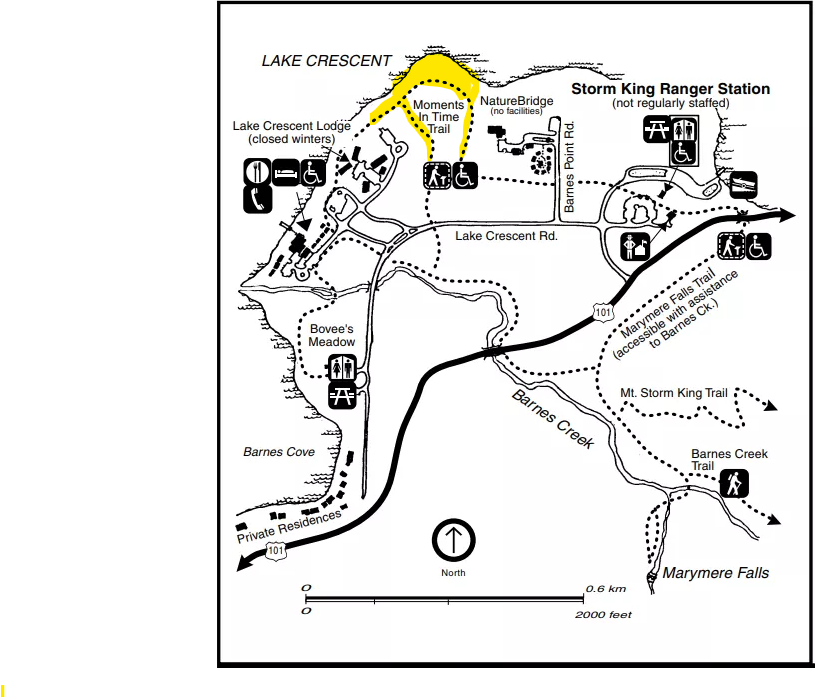 LAKE CRESCENT
Storm King Ranger Station
(not regularly staffed)
NatureBridge
(no facilities)
Moments
In Time
Trail
Lake Crescent Lodge
(closed winters)
Barnes Point Rd.
Lake Crescent Rd.
101
Marymere Falls Trail
(accessible with assistance
to Barnes Ck.)
Bovee's
Meadow
Mt. Storm King Trail
Barnes Creek
Barnes Cove
Barnes Creek
Trail
Private Residences
101
North
Marymere Falls
0
0.6 km
0
2000 feet